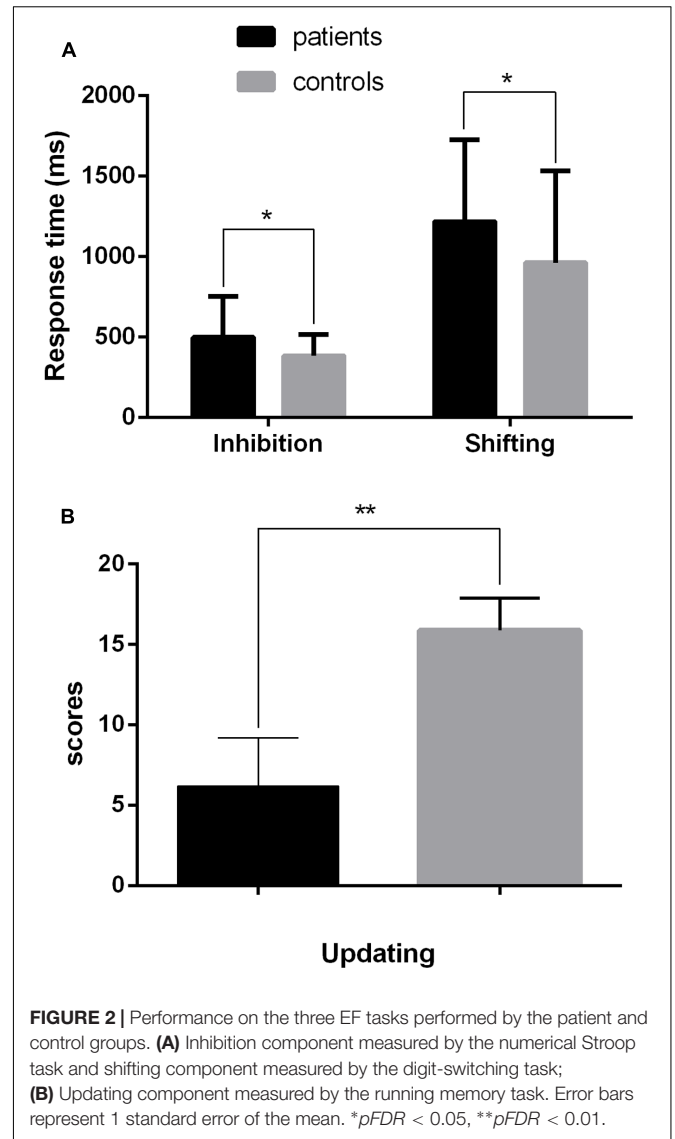 A
patients
controls
*
*
2000
1500
1000
500
0
Response time (ms)
Inhibition
Shifting
B
**
20
15
10
5
0
scores
Updating
FIGURE 2 | Performance on the three EF tasks performed by the patient and
control groups. (A) Inhibition component measured by the numerical Stroop
task and shifting component measured by the digit-switching task;
(B) Updating component measured by the running memory task. Error bars
represent 1 standard error of the mean. *pFDR < 0.05, **pFDR < 0.01.